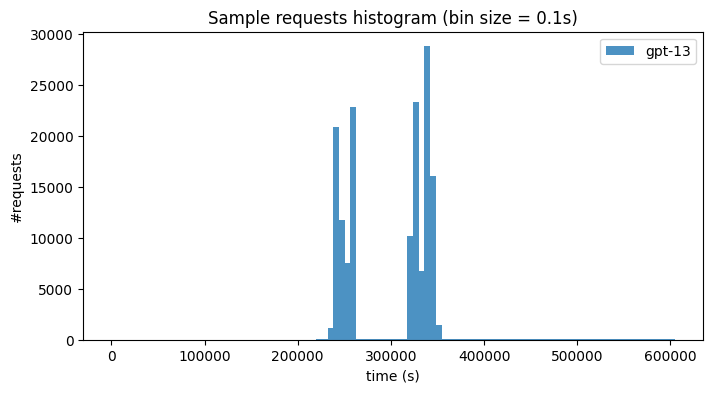 Sample requests histogram (bin size = 0.1s)
gpt-13
30000
25000
20000
15000
10000
5000
0
#requests
0 100000 200000 300000 400000 500000 600000
time (s)